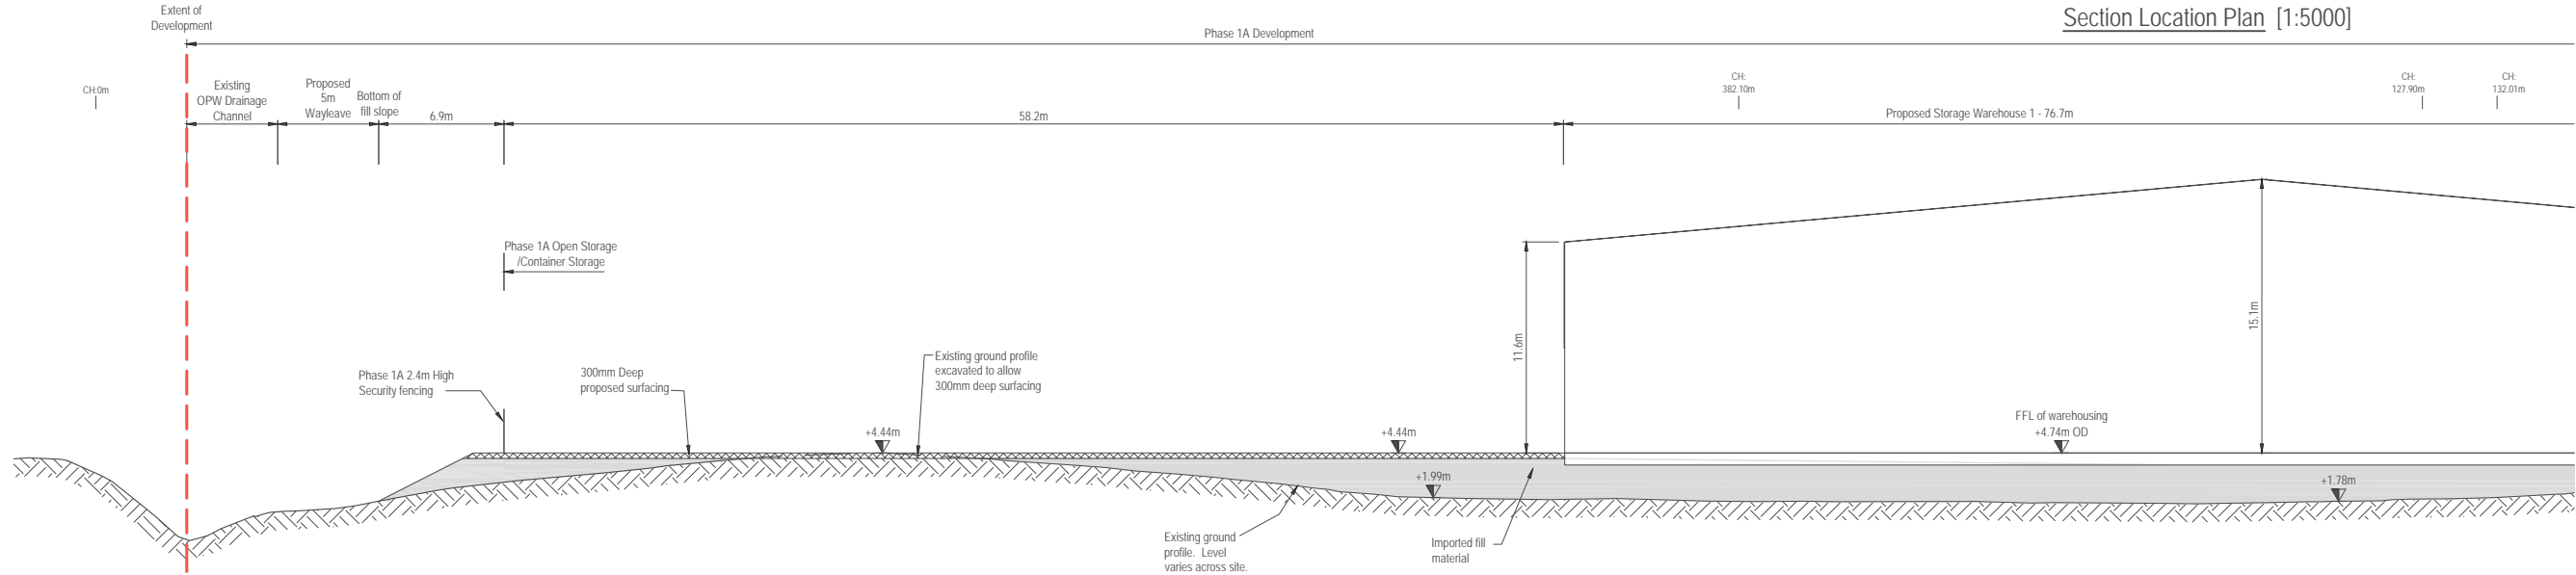 Extent of
Development
Section Location Plan [1:5000]
Phase 1A Development
CH:0m
Existing
OPW Drainage
Channel
Proposed
5m
Wayleave
Bottom of
fill slope
6.9m
58.2m
CH:
382.10m
Proposed Storage Warehouse 1 - 76.7m
CH:
127.90m
CH:
132.01m
Phase 1A Open Storage
/Container Storage
11.6m
15.1m
Phase 1A 2.4m High
Security fencing
300mm Deep
proposed surfacing
Existing ground profile
excavated to allow
300mm deep surfacing
+4.44m
+4.44m
FFL of warehousing
+4.74m OD
+1.99m
+1.78m
Existing ground
profile. Level
varies across site.
Imported fill
material